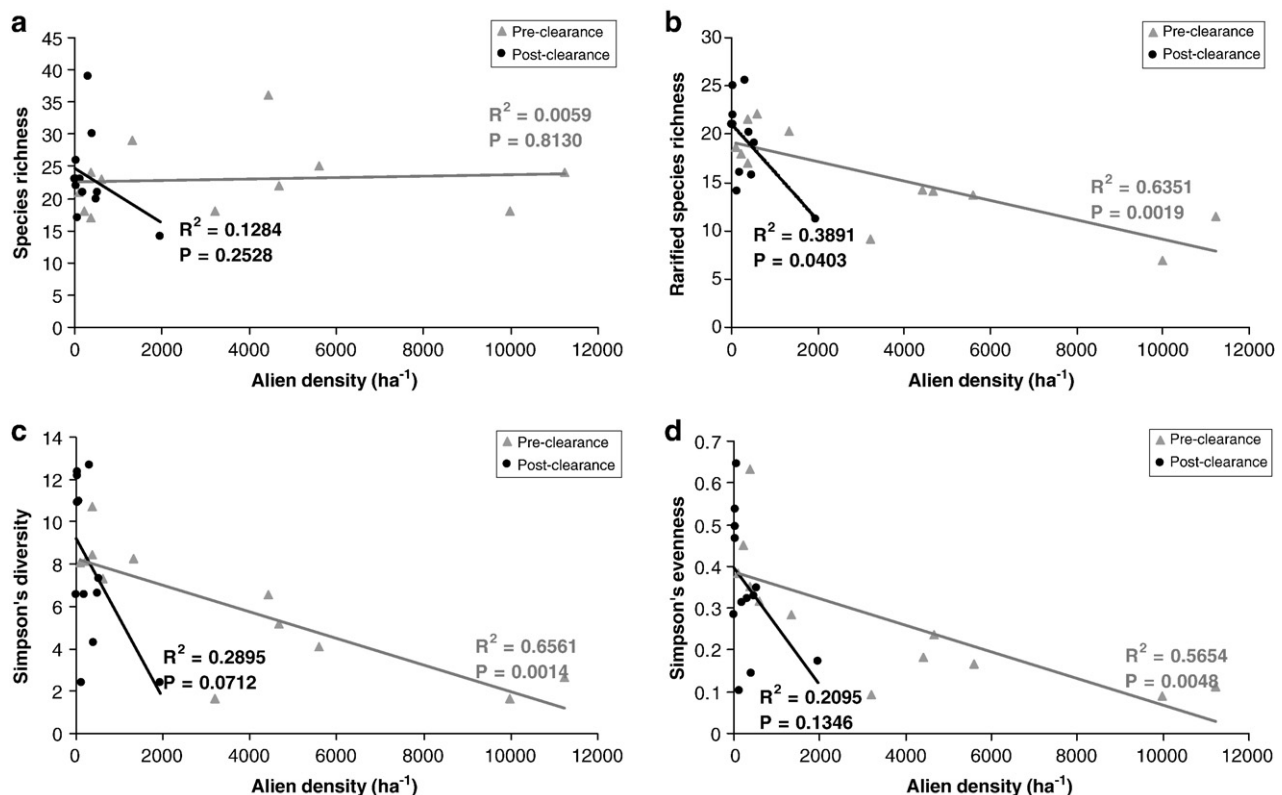 a
Pre-clearance
Post-clearance
Species richness
45
40
35
30
25
20
15
10
5
0
R² = 0.0059
P = 0.8130
R² = 0.1284
P = 0.2528
0 2000 4000 6000 8000 10000 12000
Alien density (ha⁻¹)
b
Pre-clearance
Post-clearance
Rarified species richness
30
25
20
15
10
5
0
R² = 0.6351
P = 0.0019
R² = 0.3891
P = 0.0403
0 2000 4000 6000 8000 10000 12000
Alien density (ha⁻¹)
c
Pre-clearance
Post-clearance
Simpson's diversity
14
12
10
8
6
4
2
0
R² = 0.6561
P = 0.0014
R² = 0.2895
P = 0.0712
0 2000 4000 6000 8000 10000 12000
Alien density (ha⁻¹)
d
Pre-clearance
Post-clearance
Simpson's evenness
0.7
0.6
0.5
0.4
0.3
0.2
0.1
0
R² = 0.5654
P = 0.0048
R² = 0.2095
P = 0.1346
0 2000 4000 6000 8000 10000 12000
Alien density (ha⁻¹)